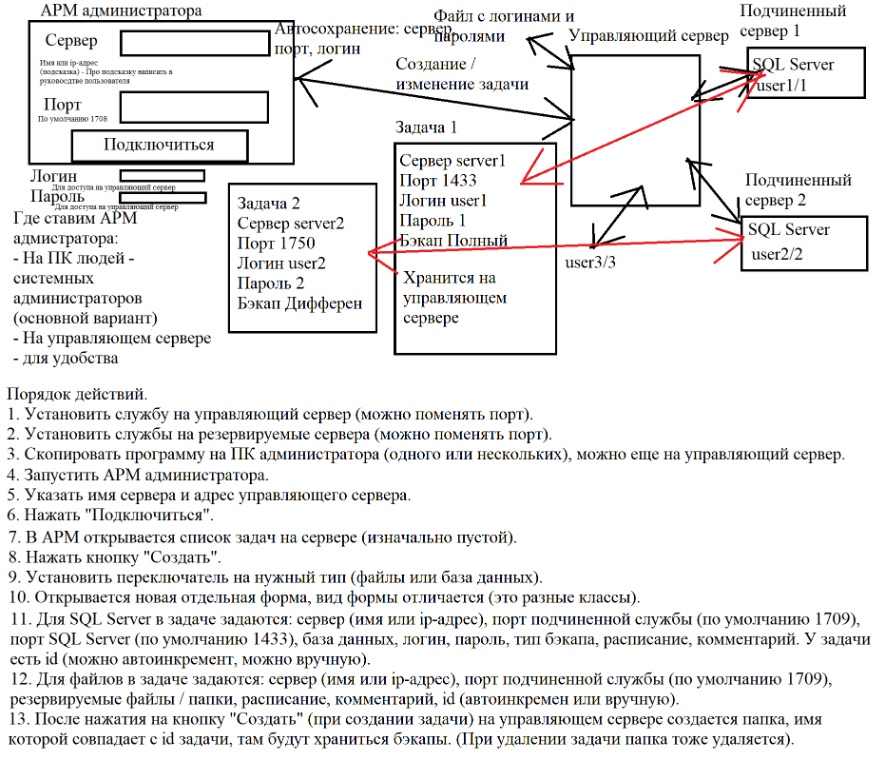 АРМ администратора
Сервер
Имя или ip-адрес
(подсказка) - Про подсказку написать в
руководстве пользователя
Порт
По умолчанию 1708
Подключиться
Логин
Для доступа на управляющий сервер
Пароль
Для доступа на управляющий сервер
Где ставим АРМ
адмистратора:
- На ПК людей -
системных
администраторов
(основной вариант)
- На управляющем сервере
- для удобства
Автосохранение: сервер,
порт, логин
Файл с логинами и
паролями
Создание /
изменение задачи
Управляющий сервер
Подчиненный
сервер 1
SQL Server
user1/1
Задача 1
Сервер server1
Порт 1433
Логин user1
Пароль 1
Бэкап Полный
Хранится на
управляющем
сервере
Задача 2
Сервер server2
Порт 1750
Логин user2
Пароль 2
Бэкап Дифферен
user3/3
Подчиненный
сервер 2
SQL Server
user2/2
Порядок действий.
1. Установить службу на управляющий сервер (можно поменять порт).
2. Установить службы на резервируемые сервера (можно поменять порт).
3. Скопировать программу на ПК администратора (одного или нескольких), можно еще на управляющий сервер.
4. Запустить АРМ администратора.
5. Указать имя сервера и адрес управляющего сервера.
6. Нажать "Подключиться".
7. В АРМ открывается список задач на сервере (изначально пустой).
8. Нажать кнопку "Создать".
9. Установить переключатель на нужный тип (файлы или база данных).
10. Открывается новая отдельная форма, вид формы отличается (это разные классы).
11. Для SQL Server в задаче задаются: сервер (имя или ip-адрес), порт подчиненной службы (по умолчанию 1709),
порт SQL Server (по умолчанию 1433), база данных, логин, пароль, тип бэкапа, расписание, комментарий. У задачи
есть id (можно автоинкремент, можно вручную).
12. Для файлов в задаче задаются: сервер (имя или ip-адрес), порт подчиненной службы (по умолчанию 1709),
резервируемые файлы / папки, расписание, комментарий, id (автоинкремен или вручную).
13. После нажатия на кнопку "Создать" (при создании задачи) на управляющем сервере создается папка, имя
которой совпадает с id задачи, там будут храниться бэкапы. (При удалении задачи папка тоже удаляется).